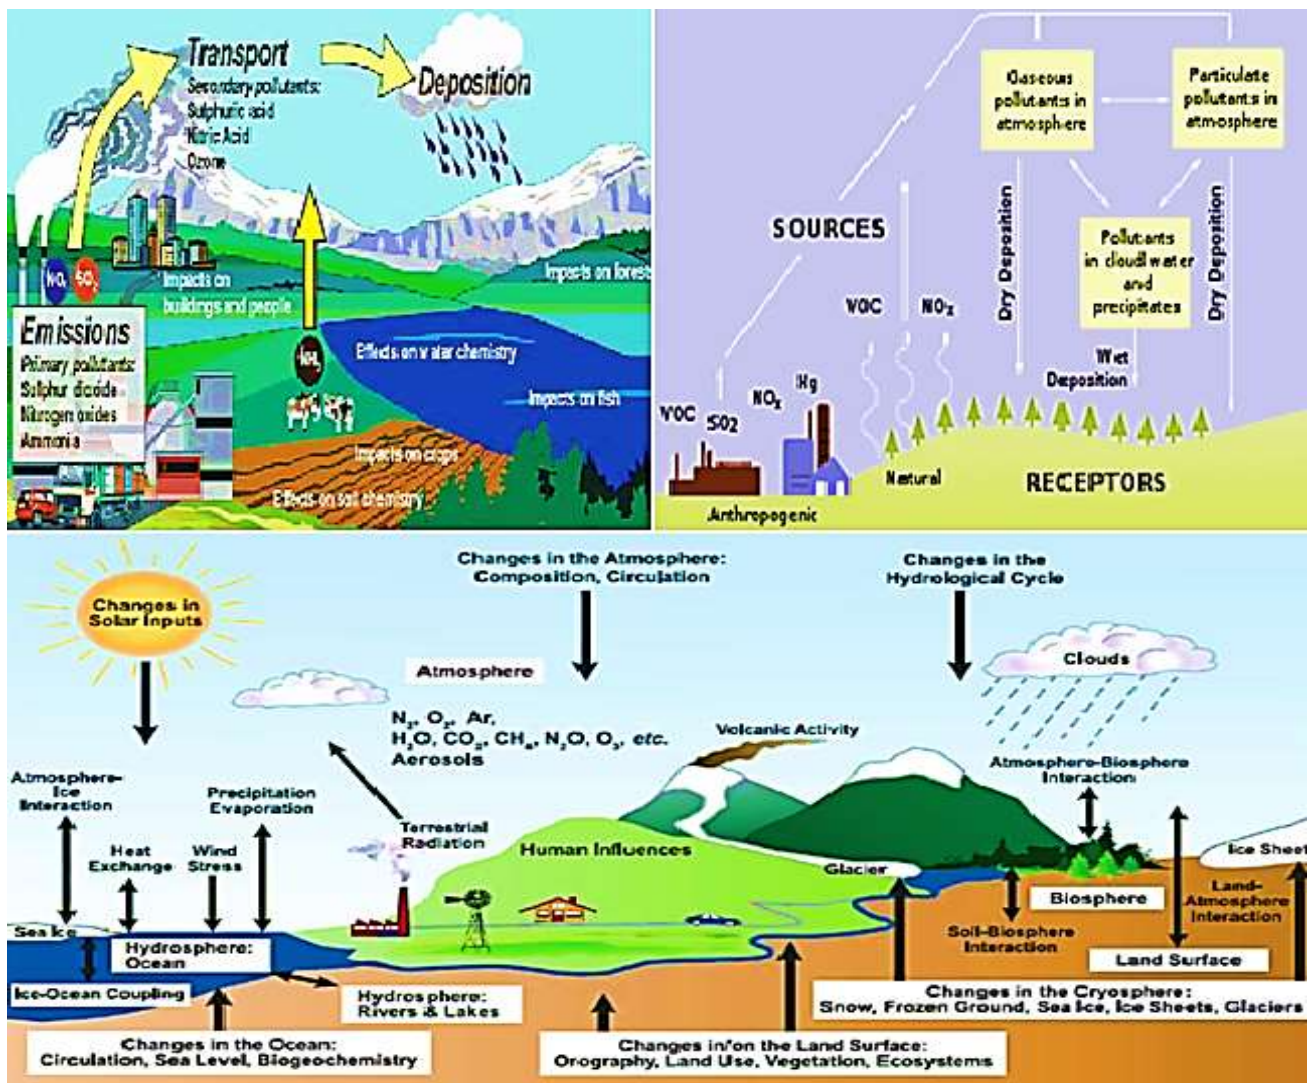 Transport
Secondary pollutants:
Sulphuric acid
Nitric Acid
Ozone
Deposition
NOx
SO2
Impacts on
buildings and people
Impacts on forests
Emissions
Primary pollutants:
Sulphur dioxide
Nitrogen oxides
Ammonia
NH3
Effects on water chemistry
Impacts on fish
Impacts on crops
Effects on soil chemistry
Gaseous
pollutants in
atmosphere
Particulate
pollutants in
atmosphere
SOURCES
Dry Deposition
Pollutants
in cloud water
and
precipitates
Dry Deposition
VOC
NOx
Wet
Deposition
VOC
SO2
NOx
Hg
Natural
Anthropogenic
RECEPTORS
Changes in
Solar Inputs
Changes in the Atmosphere:
Composition, Circulation
Changes in the
Hydrological Cycle
Clouds
Atmosphere
N2, O2, Ar,
H2O, CO2, CH4, N2O, O3, etc.
Aerosols
Volcanic Activity
Atmosphere-Biosphere
Interaction
Atmosphere-
Ice
Interaction
Precipitation
Evaporation
Heat
Exchange
Wind
Stress
Terrestrial
Radiation
Human Influences
Glacier
Ice Sheet
Biosphere
Land-
Atmosphere
Interaction
Soil-Biosphere
Interaction
Land Surface
Sea Ice
Hydrosphere:
Ocean
Ice-Ocean Coupling
Hydrosphere:
Rivers & Lakes
Changes in the Cryosphere:
Snow, Frozen Ground, Sea Ice, Ice Sheets, Glaciers
Changes in the Ocean:
Circulation, Sea Level, Biogeochemistry
Changes in/on the Land Surface:
Orography, Land Use, Vegetation, Ecosystems